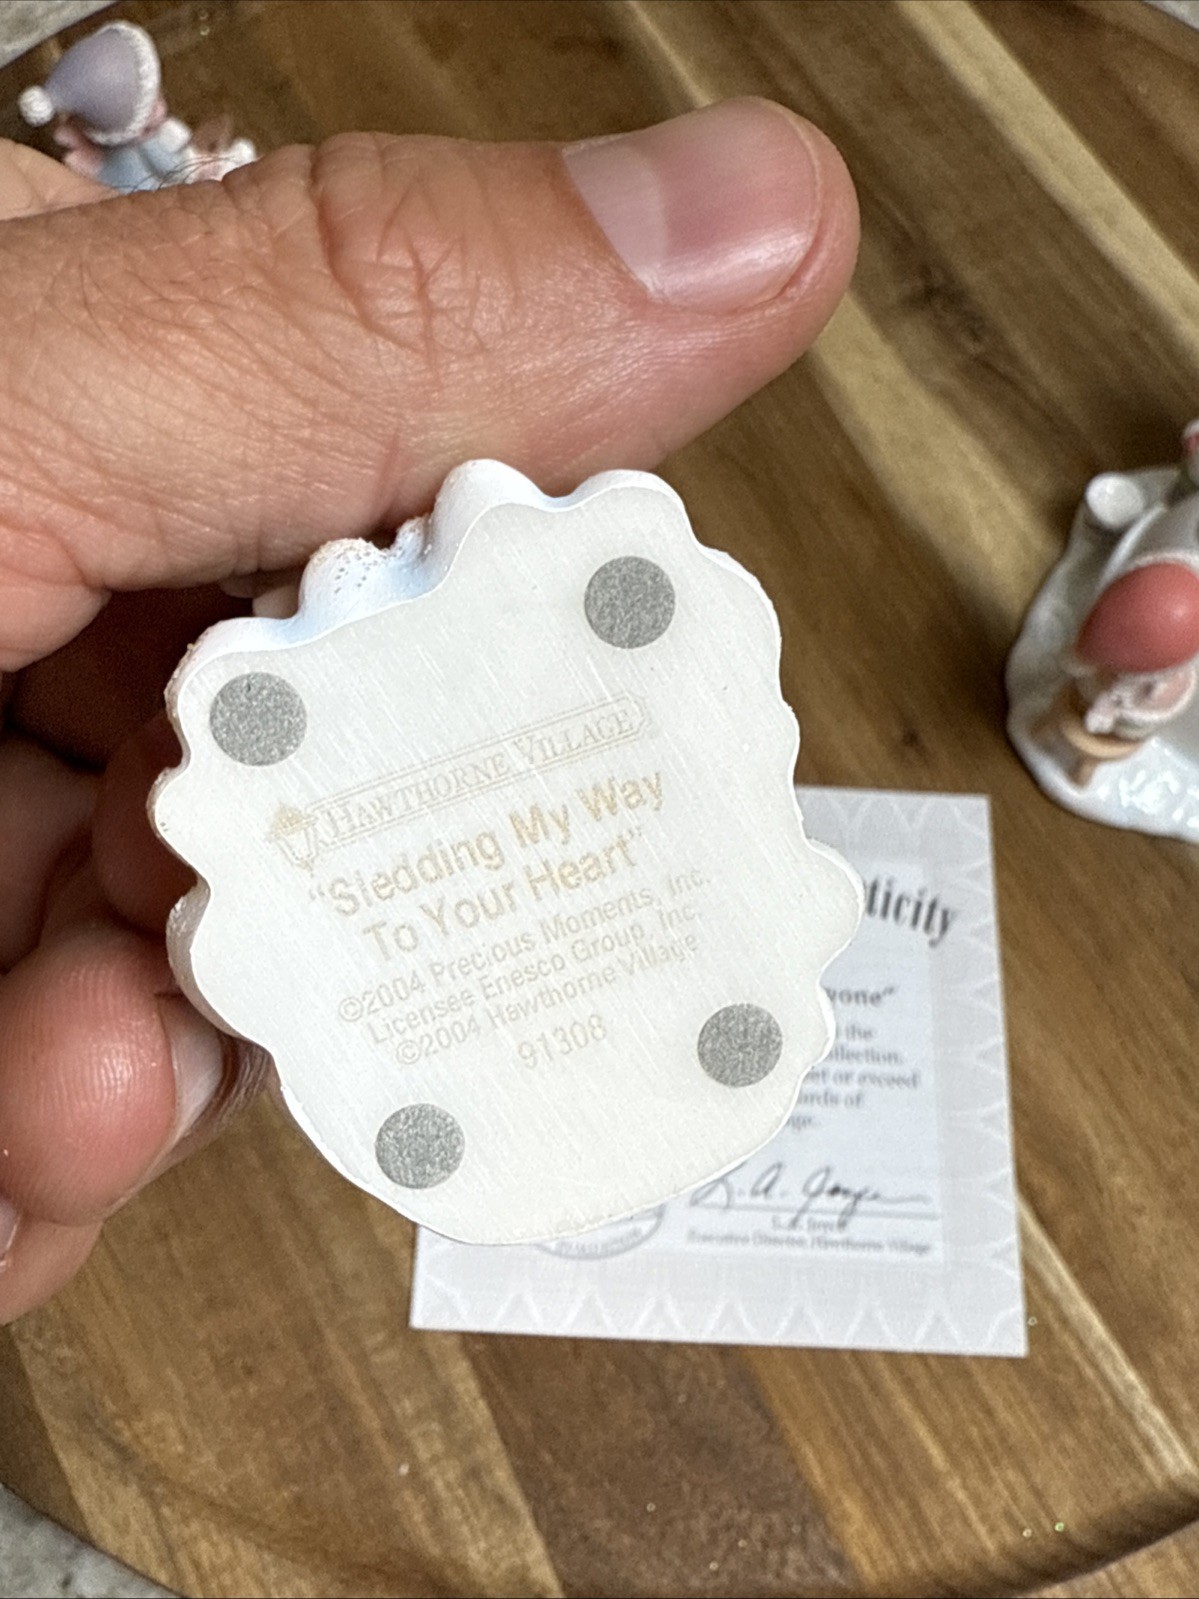 HAWTHORNE VILLAGE
"Sledding My Way
To Your Heart"
©2004 Precious Moments, Inc.
Licensee Enesco Group, Inc.
©2004 Hawthorne Village
91308
ticity
yone"
the
ollection.
et or exceed
ards of
Executive Director, Hawthorne Village